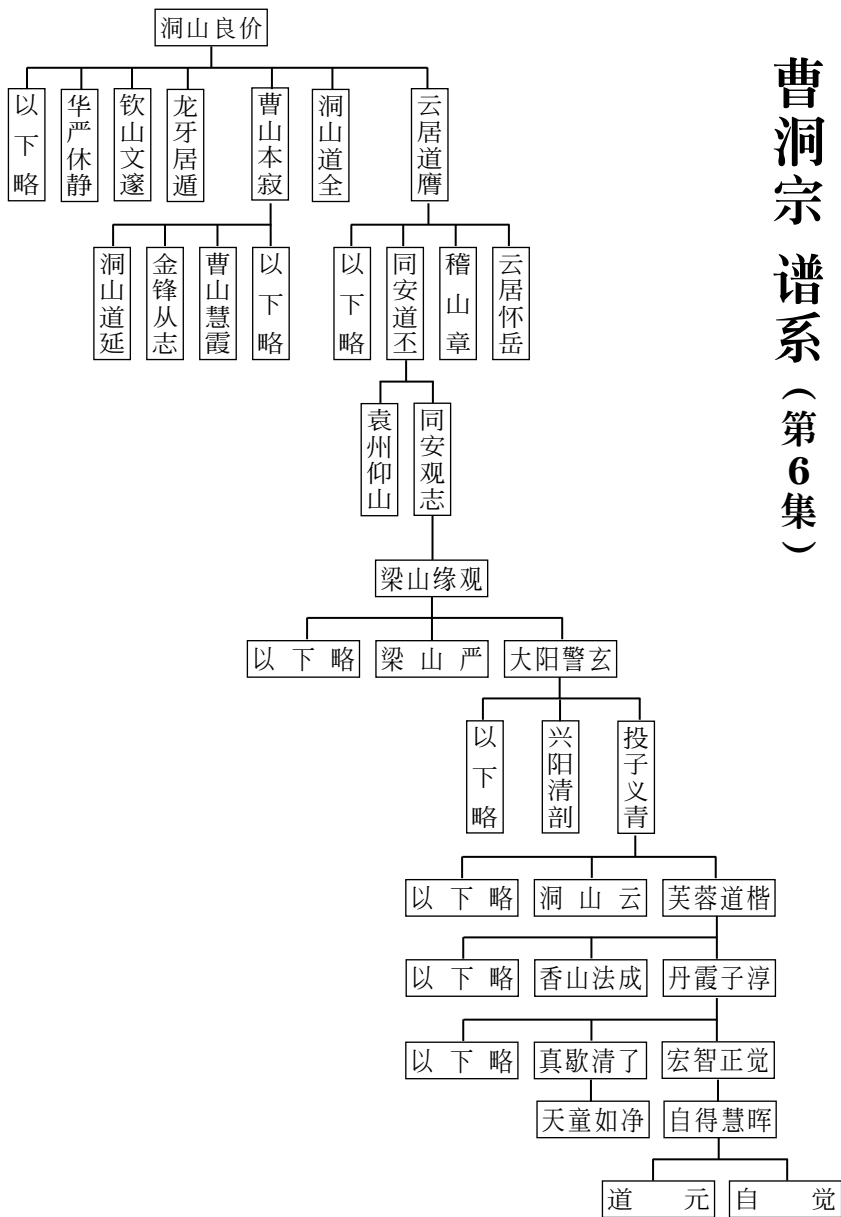 曹洞宗 谱系（第6集）
洞山良价
以下略
华严休静
钦山文邃
龙牙居遁
曹山本寂
洞山道全
云居道膺
洞山道延
金锋从志
曹山慧霞
以下略
以下略
同安道丕
稽山章
云居怀岳
袁州仰山
同安观志
梁山缘观
以下略
梁山严
大阳警玄
以下略
兴阳清剖
投子义青
以下略
洞山云
芙蓉道楷
以下略
香山法成
丹霞子淳
以下略
真歇清了
宏智正觉
天童如净
自得慧晖
道元
自觉